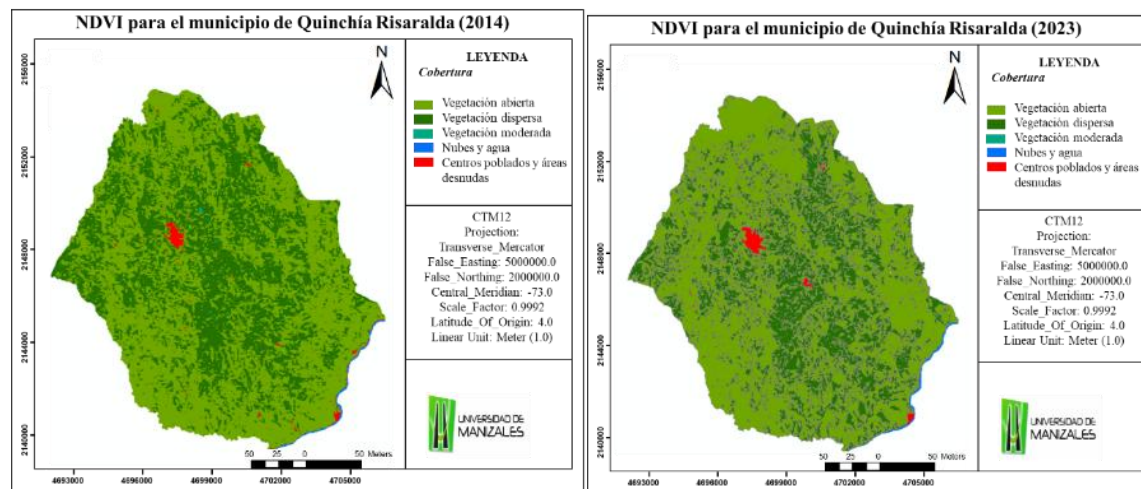 NDVI para el municipio de Quinchía Risaralda (2014)
N
LEYENDA
Cobertura
Vegetación abierta
Vegetación dispersa
Vegetación moderada
Nubes y agua
Centros poblados y áreas
desnudas
CTM12
Projection:
Transverse_Mercator
False_Easting: 5000000.0
False_Northing: 2000000.0
Central_Meridian: -73.0
Scale_Factor: 0.9992
Latitude_Of_Origin: 4.0
Linear Unit: Meter (1.0)
UNIVERSIDAD DE
MANIZALES
2156000
2152000
2148000
2144000
2140000
50 25 0 50 Meters
4693000 4696000 4699000 4702000 4705000
NDVI para el municipio de Quinchía Risaralda (2023)
N
LEYENDA
Cobertura
Vegetación abierta
Vegetación dispersa
Vegetación moderada
Nubes y agua
Centros poblados y áreas
desnudas
CTM12
Projection:
Transverse_Mercator
False_Easting: 5000000.0
False_Northing: 2000000.0
Central_Meridian: -73.0
Scale_Factor: 0.9992
Latitude_Of_Origin: 4.0
Linear Unit: Meter (1.0)
UNIVERSIDAD DE
MANIZALES
2156000
2152000
2148000
2144000
2140000
50 25 0 50 Meters
4693000 4696000 4699000 4702000 4705000